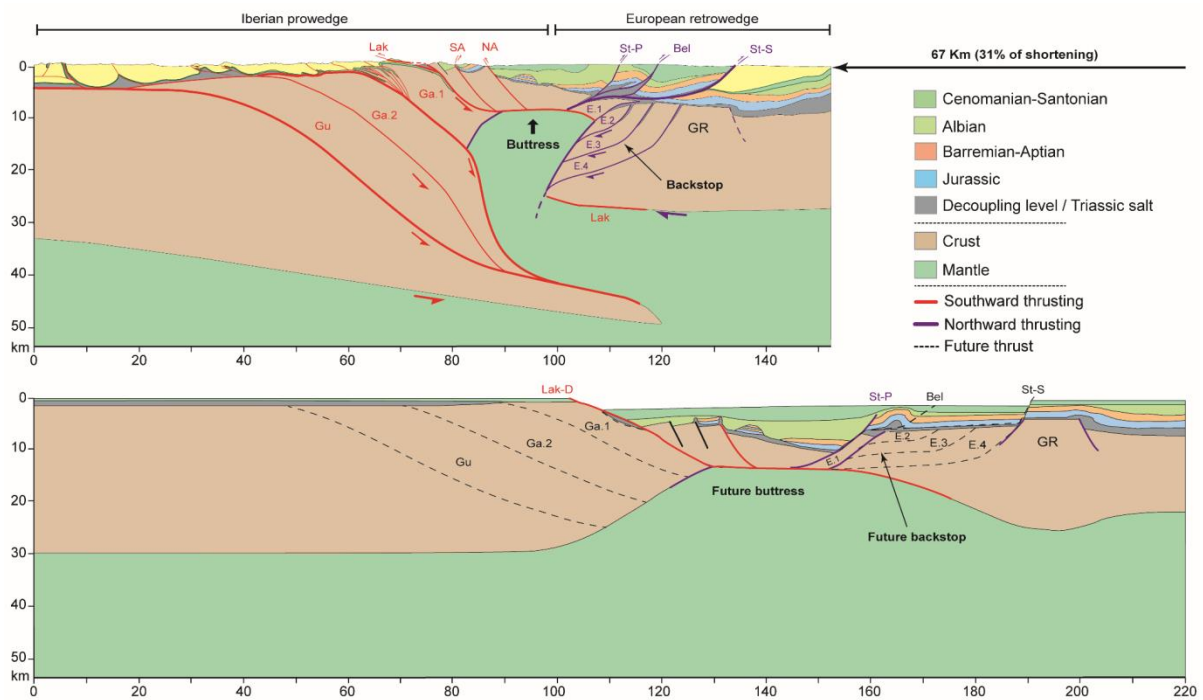 Iberian prowedge
European retrowedge
Lak
SA
NA
St-P
Bel
St-S
67 Km (31% of shortening)
0
10
20
30
40
50
km
Ga.1
Ga.2
Gu
Buttress
E.1
E.2
E.3
E.4
GR
Backstop
Lak
0
20
40
60
80
100
120
140
Cenomanian-Santonian
Albian
Barremian-Aptian
Jurassic
Decoupling level / Triassic salt
Crust
Mantle
Southward thrusting
Northward thrusting
Future thrust
Lak-D
St-P
Bel
St-S
0
10
20
30
40
50
km
Ga.1
Ga.2
Gu
E.2
E.3
E.4
E.1
GR
Future buttress
Future backstop
0
20
40
60
80
100
120
140
160
180
200
220